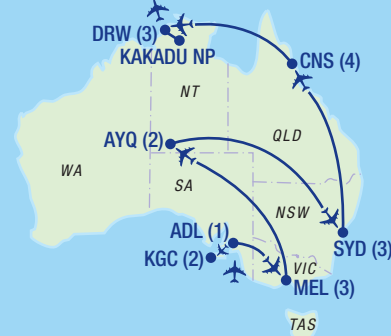 DRW (3)
KAKADU NP
CNS (4)
NT
AYQ (2)
QLD
WA
SA
NSW
ADL (1)
SYD (3)
KGC (2)
VIC
MEL (3)
TAS